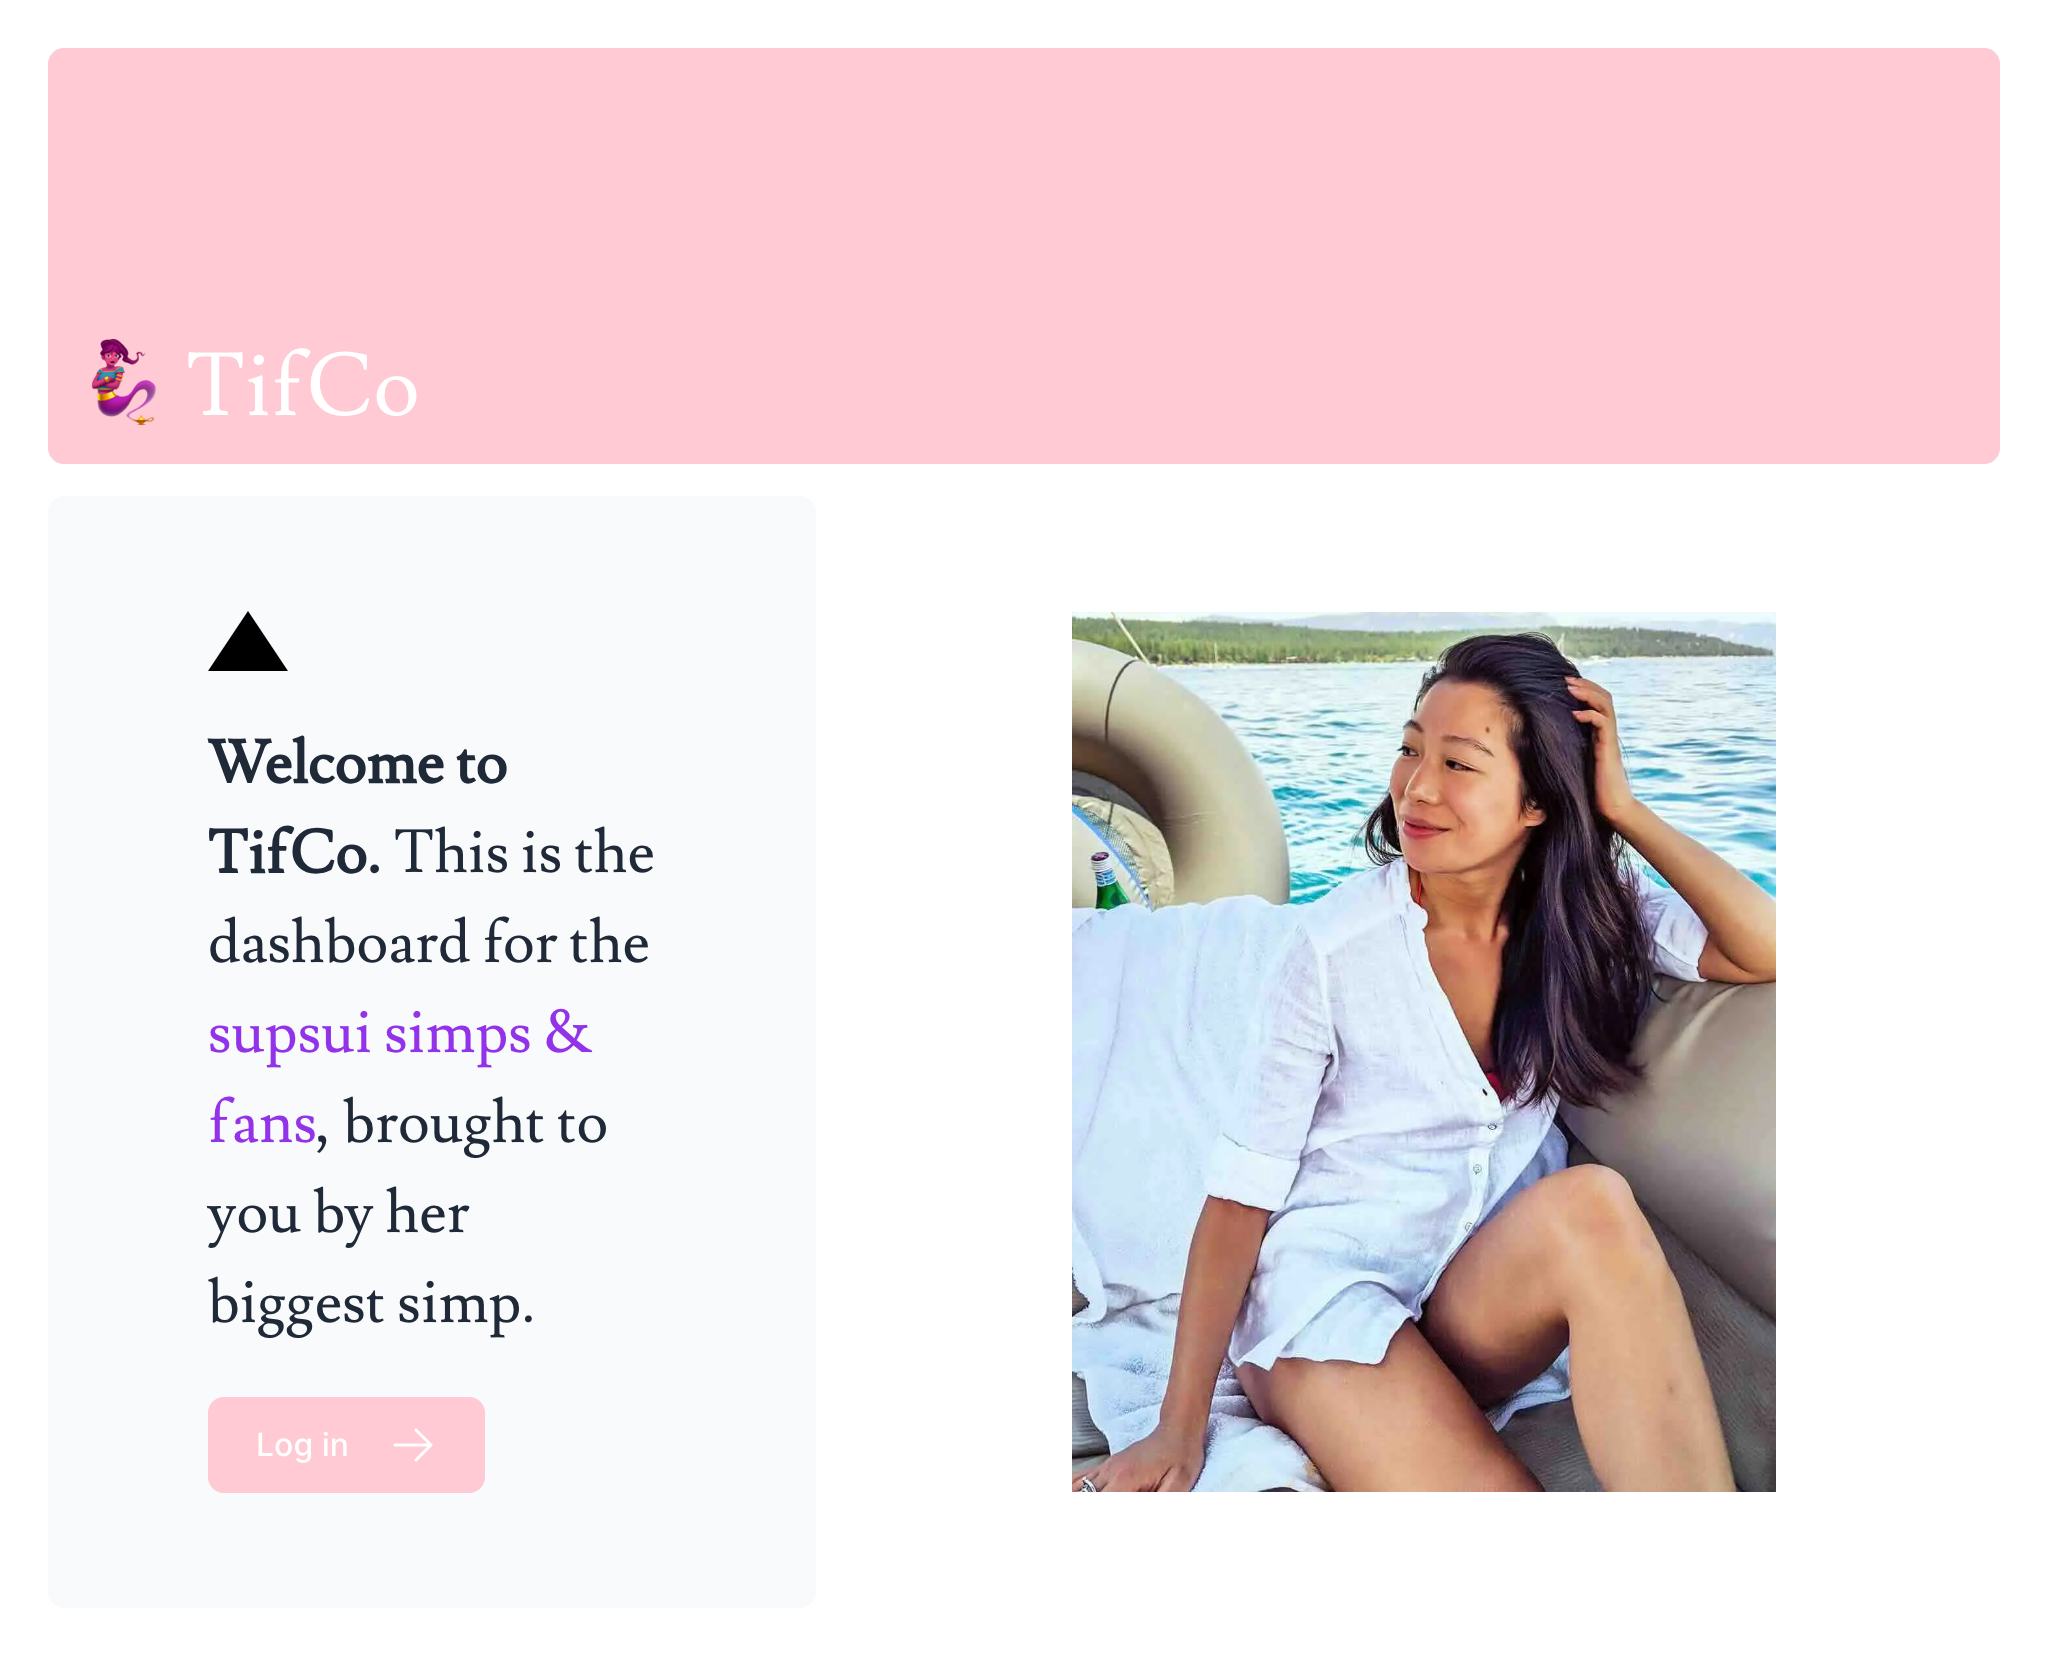 TifCo
Welcome to
TifCo. This is the
dashboard for the
supsui simps &
fans, brought to
you by her
biggest simp.
Log in